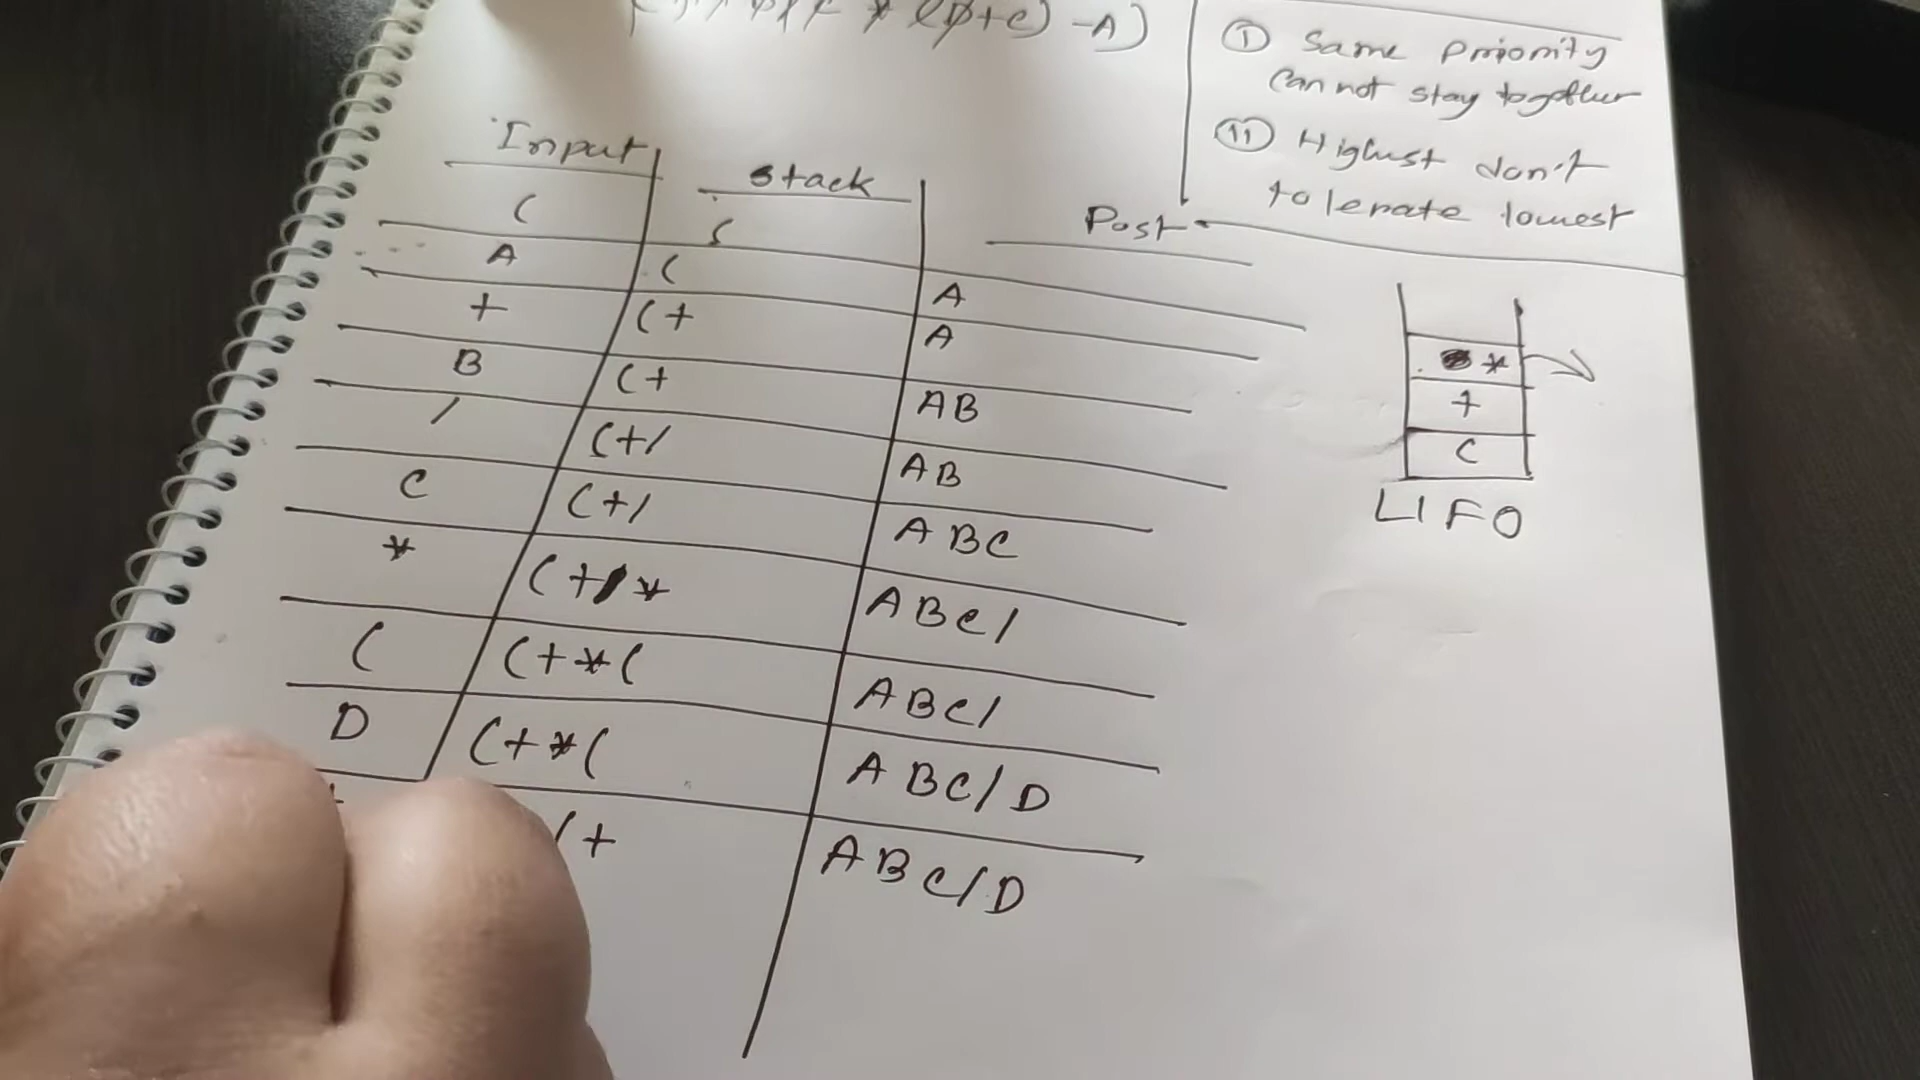 (D+C) -A)
① Same priority
can not stay together
② Highest don't
tolerate lowest
Input stack Post
( (
A ( A
+ (+ A
B (+ AB
/ (+/ AB
C (+/ ABC
* (+ * ABC/
( (+*( ABC/
D (+*( ABC/D
+ (+ ABC/D
*
+
(
LIFO